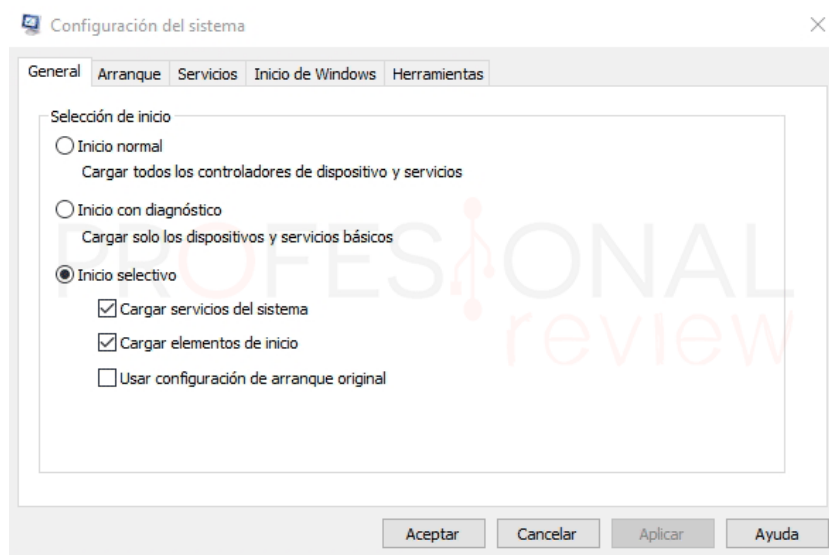 Configuración del sistema
General Arranque Servicios Inicio de Windows Herramientas
Selección de inicio
Inicio normal
Cargar todos los controladores de dispositivo y servicios
Inicio con diagnóstico
Cargar solo los dispositivos y servicios básicos
Inicio selectivo
Cargar servicios del sistema
Cargar elementos de inicio
Usar configuración de arranque original
PROFESIONAL
review
Aceptar Cancelar Aplicar Ayuda